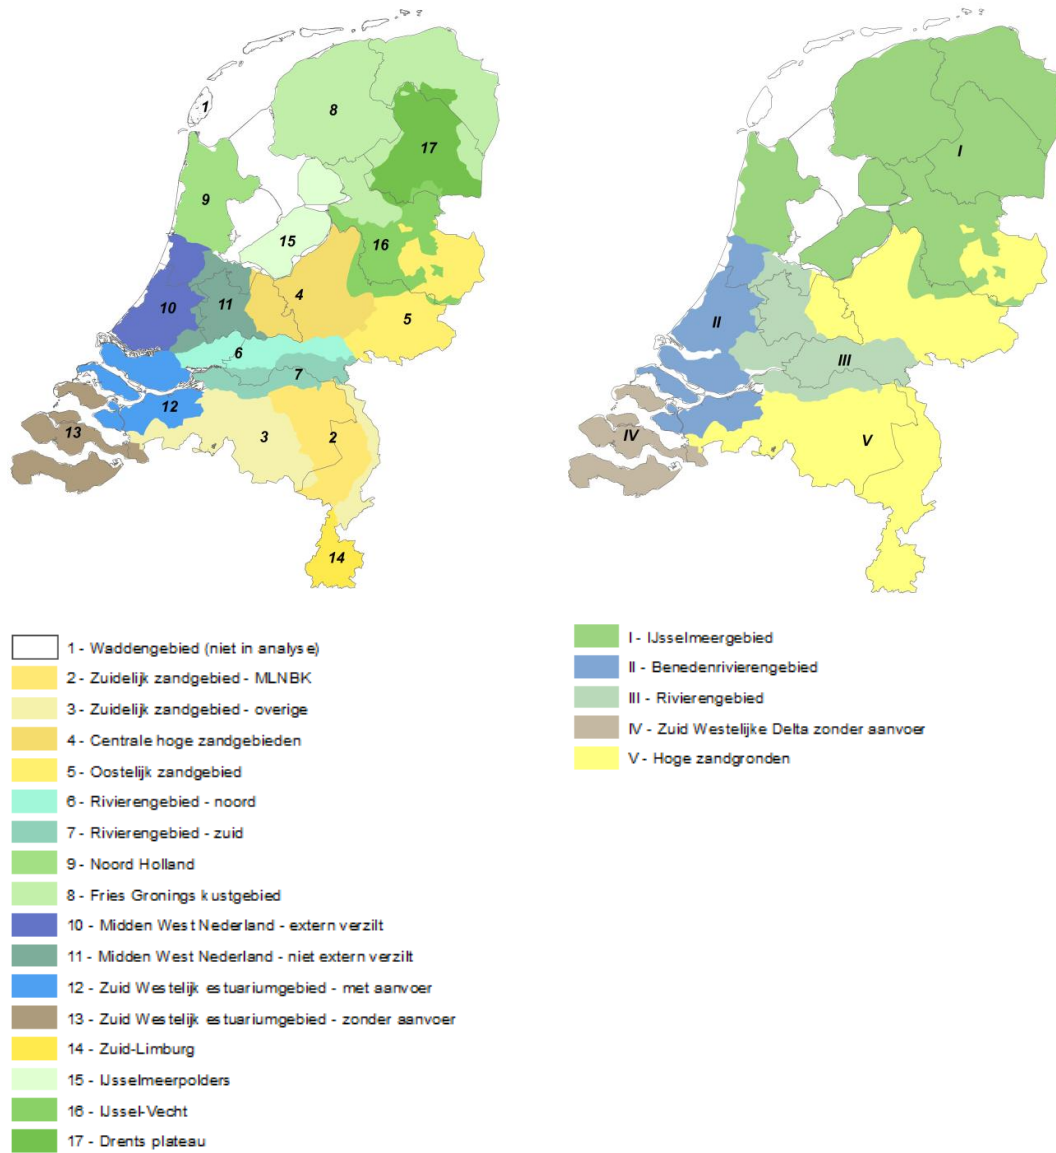 1
8
17
9
15
16
10
11
4
5
6
7
12
13
3
2
14
I
II
III
IV
V
1 - Waddengebied (niet in analyse)
2 - Zuidelijk zandgebied - MLNBK
3 - Zuidelijk zandgebied - overige
4 - Centrale hoge zandgebieden
5 - Oostelijk zandgebied
6 - Rivierengebied - noord
7 - Rivierengebied - zuid
9 - Noord Holland
8 - Fries Gronings kustgebied
10 - Midden West Nederland - extern verzilt
11 - Midden West Nederland - niet extern verzilt
12 - Zuid Westelijk estuariumgebied - met aanvoer
13 - Zuid Westelijk estuariumgebied - zonder aanvoer
14 - Zuid-Limburg
15 - IJsselmeerpolders
16 - IJssel-Vecht
17 - Drents plateau
I - IJsselmeergebied
II - Benedenrivierengebied
III - Rivierengebied
IV - Zuid Westelijke Delta zonder aanvoer
V - Hoge zandgronden